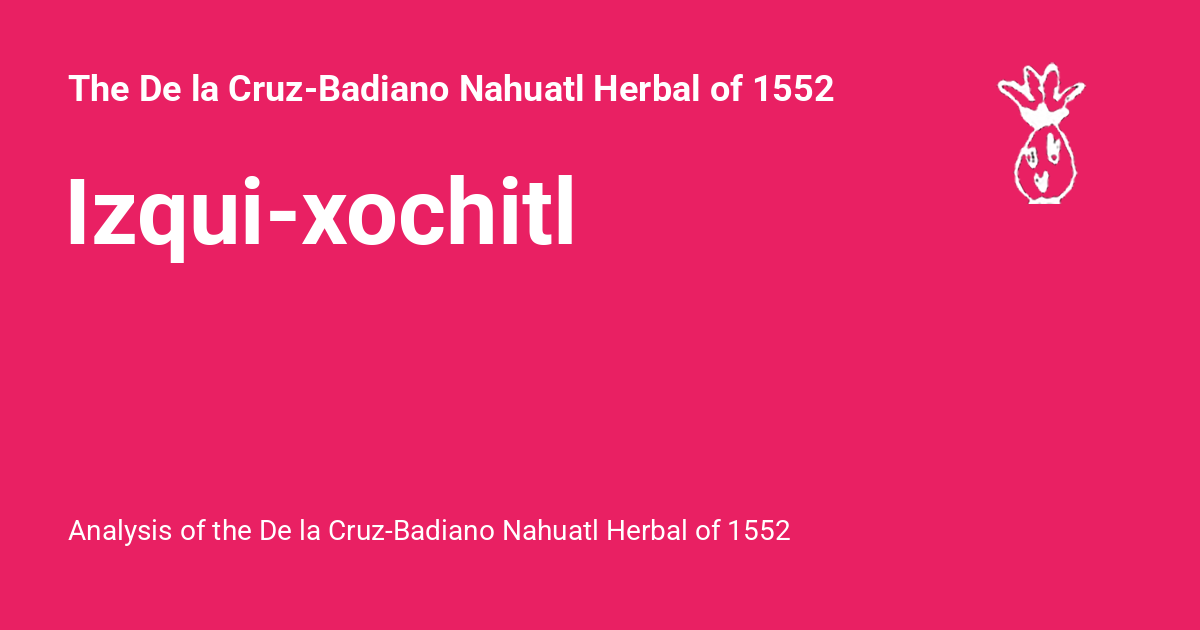 The De la Cruz-Badiano Nahuatl Herbal of 1552
Izqui-xochitl
Analysis of the De la Cruz-Badiano Nahuatl Herbal of 1552